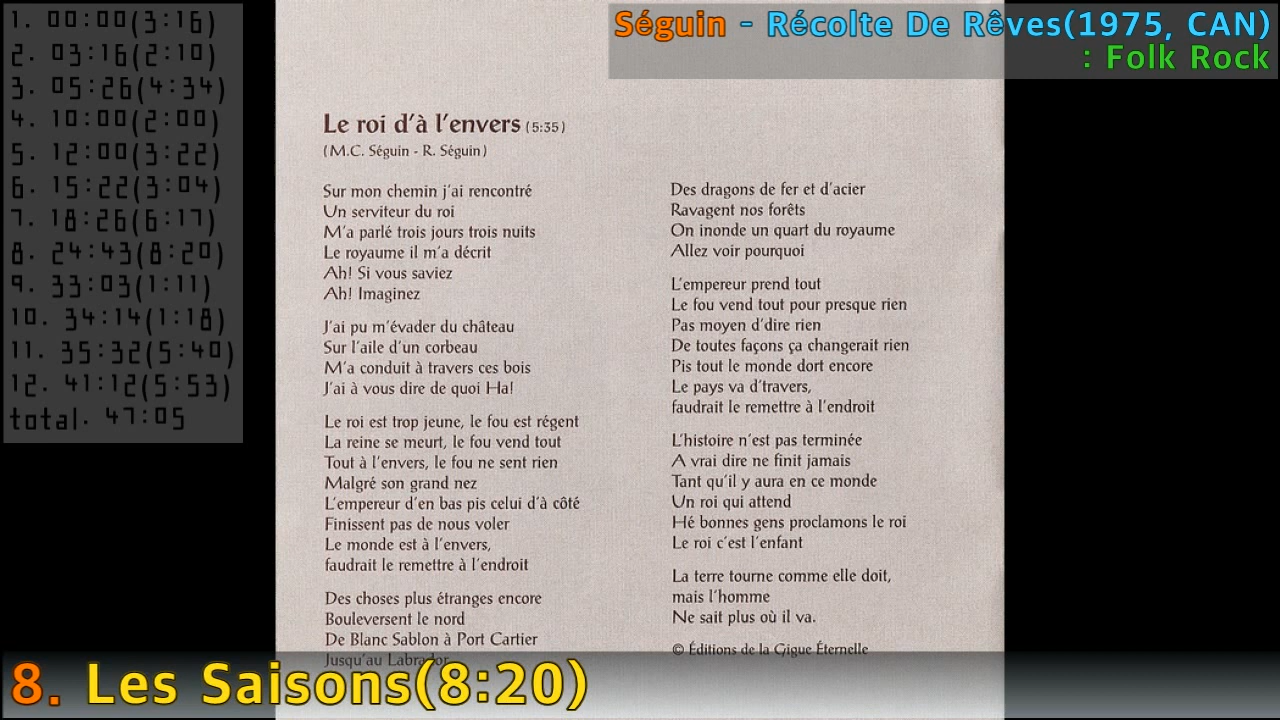 1. 00:00(3:16)
2. 03:16(2:10)
3. 05:26(4:34)
4. 10:00(2:00)
5. 12:00(3:22)
6. 15:22(3:04)
7. 18:26(6:17)
8. 24:43(8:20)
9. 33:03(1:11)
10. 34:14(1:18)
11. 35:32(5:40)
12. 41:12(5:53)
total. 47:05
Séguin - Récolte De Rêves(1975, CAN)
: Folk Rock
Le roi d'à l'envers (5:35)
(M.C. Séguin - R. Séguin)
Sur mon chemin j'ai rencontré
Un serviteur du roi
M'a parlé trois jours trois nuits
Le royaume il m'a décrit
Ah! Si vous saviez
Ah! Imaginez
J'ai pu m'évader du château
Sur l'aile d'un corbeau
M'a conduit à travers ces bois
J'ai à vous dire de quoi Ha!
Le roi est trop jeune, le fou est régent
La reine se meurt, le fou vend tout
Tout à l'envers, le fou ne sent rien
Malgré son grand nez
L'empereur d'en bas pis celui d'à côté
Finissent pas de nous voler
Le monde est à l'envers,
faudrait le remettre à l'endroit
Des choses plus étranges encore
Bouleversent le nord
De Blanc Sablon à Port Cartier
Jusqu'au Labrador
Des dragons de fer et d'acier
Ravagent nos forêts
On inonde un quart du royaume
Allez voir pourquoi
L'empereur prend tout
Le fou vend tout pour presque rien
Pas moyen d'dire rien
De toutes façons ça changerait rien
Pis tout le monde dort encore
Le pays va d'travers,
faudrait le remettre à l'endroit
L'histoire n'est pas terminée
A vrai dire ne finit jamais
Tant qu'il y aura en ce monde
Un roi qui attend
Hé bonnes gens proclamons le roi
Le roi c'est l'enfant
La terre tourne comme elle doit,
mais l'homme
Ne sait plus où il va.
© Éditions de la Gigue Éternelle
8. Les Saisons(8:20)